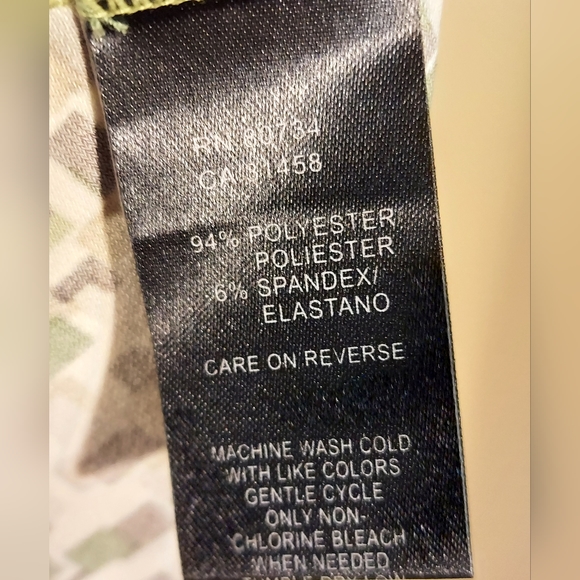 RN 80734
CA 31458
94% POLYESTER
POLIESTER
6% SPANDEX/
ELASTANO
CARE ON REVERSE
MACHINE WASH COLD
WITH LIKE COLORS
GENTLE CYCLE
ONLY NON-
CHLORINE BLEACH
WHEN NEEDED